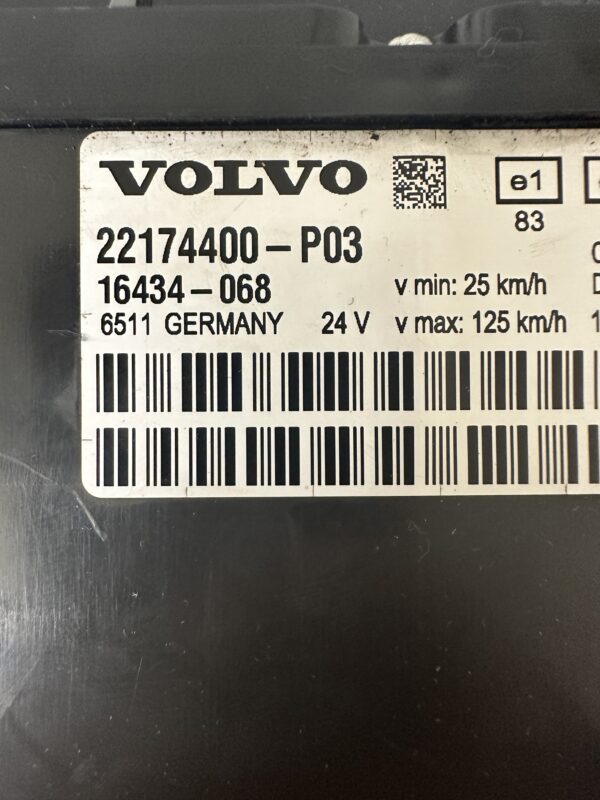 VOLVO
e1
83
22174400-P03
16434-068
v min: 25 km/h
6511 GERMANY 24 V v max: 125 km/h